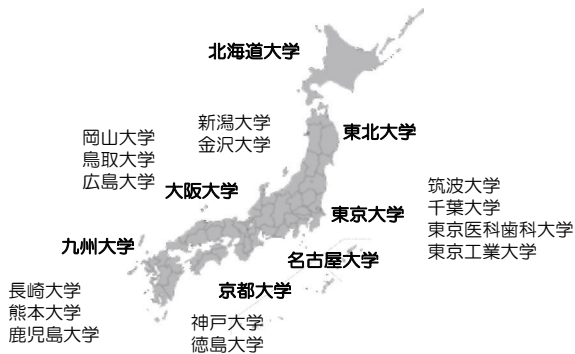 北海道大学
新潟大学
金沢大学
東北大学
岡山大学
鳥取大学
広島大学
大阪大学
東京大学
筑波大学
千葉大学
東京医科歯科大学
東京工業大学
九州大学
名古屋大学
京都大学
長崎大学
熊本大学
鹿児島大学
神戸大学
徳島大学